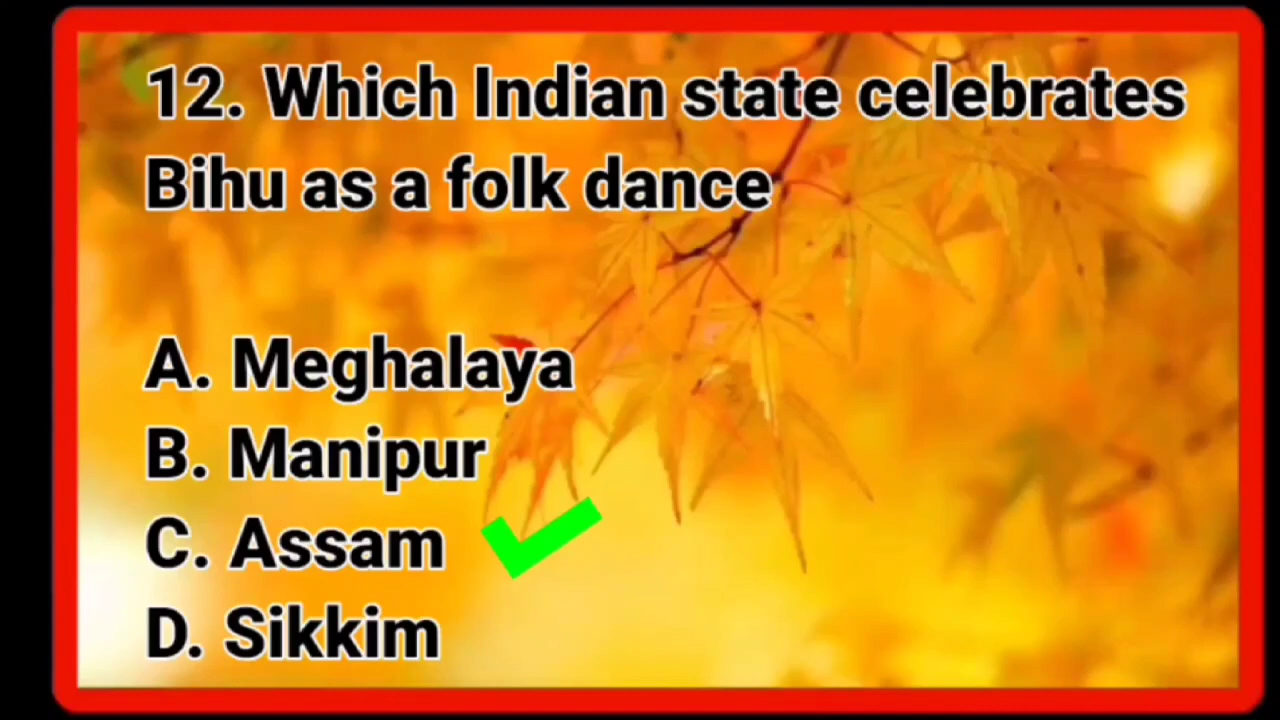 12. Which Indian state celebrates
Bihu as a folk dance
A. Meghalaya
B. Manipur
C. Assam
D. Sikkim